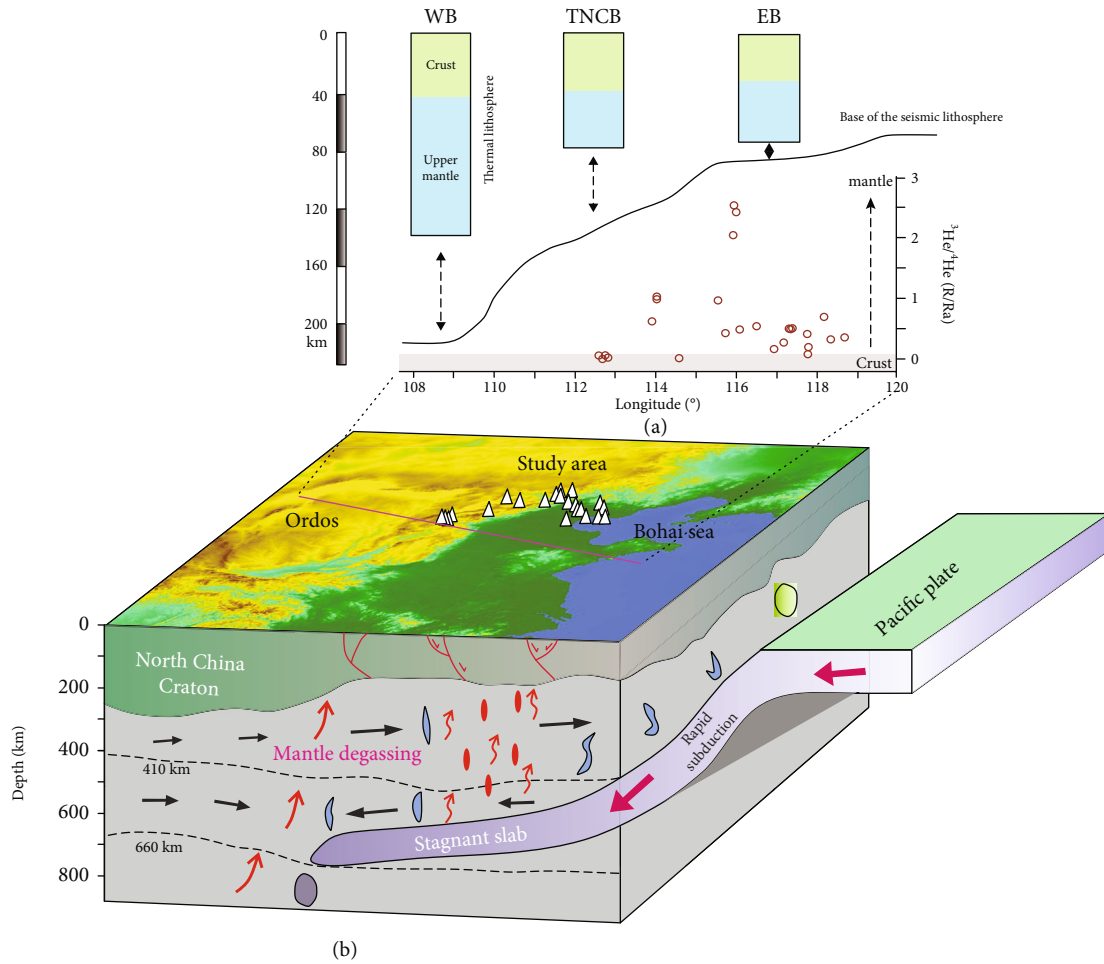 WB
TNCB
EB
0
40
80
120
160
200
km
Crust
Upper
mantle
Thermal lithosphere
Base of the seismic lithosphere
mantle
Crust
3
2
1
0
³He/⁴He (R/Ra)
108
110
112
114
116
118
120
Longitude (°)
(a)
Study area
Ordos
Bohai sea
Pacific plate
North China
Craton
Rapid
subduction
Mantle degassing
410 km
Stagnant slab
660 km
0
200
400
600
800
Depth (km)
(b)